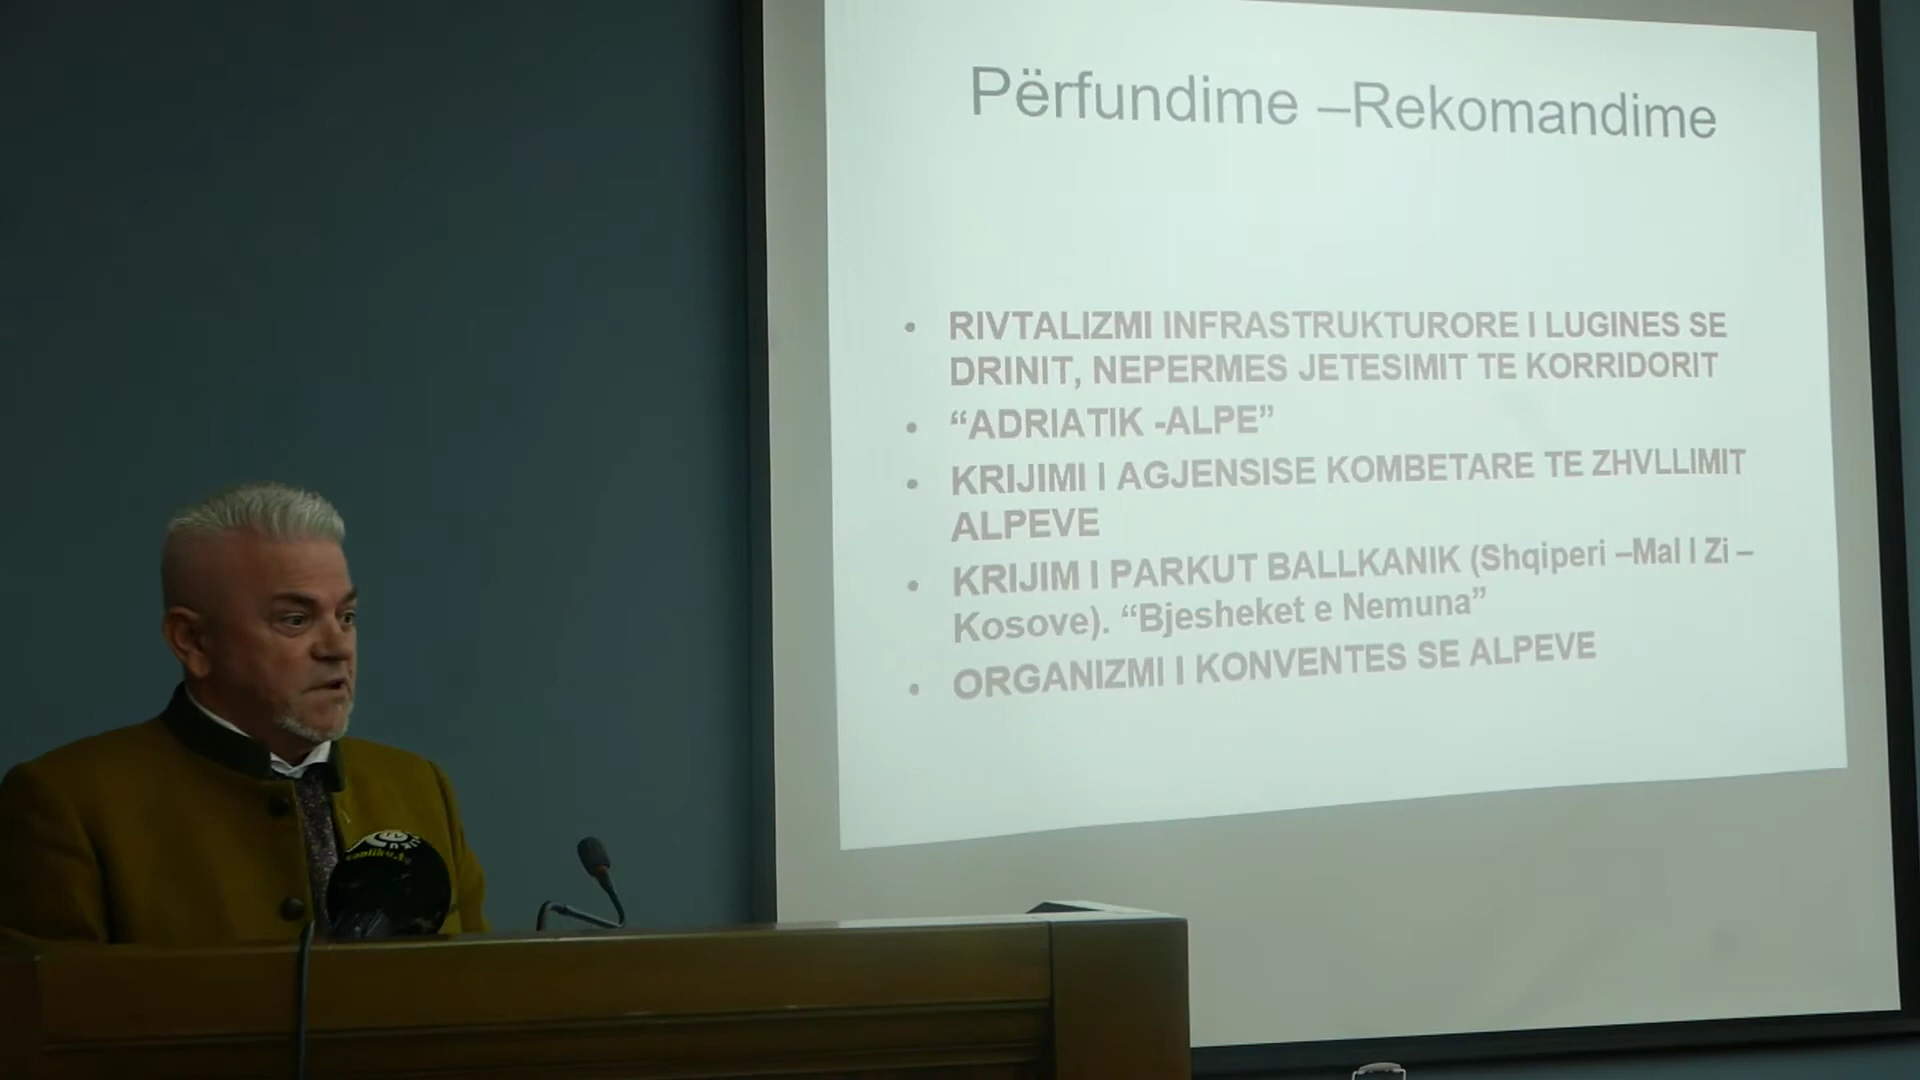 Përfundime –Rekomandime
• RIVTALIZMI INFRASTRUKTURORE I LUGINES SE
DRINIT, NEPERMES JETESIMIT TE KORRIDORIT
• “ADRIATIK -ALPE”
• KRIJIMI I AGJENSISE KOMBETARE TE ZHVLLIMIT
ALPEVE
• KRIJIM I PARKUT BALLKANIK (Shqiperi –Mal I Zi –
Kosove). “Bjesheket e Nemuna”
• ORGANIZMI I KONVENTES SE ALPEVE